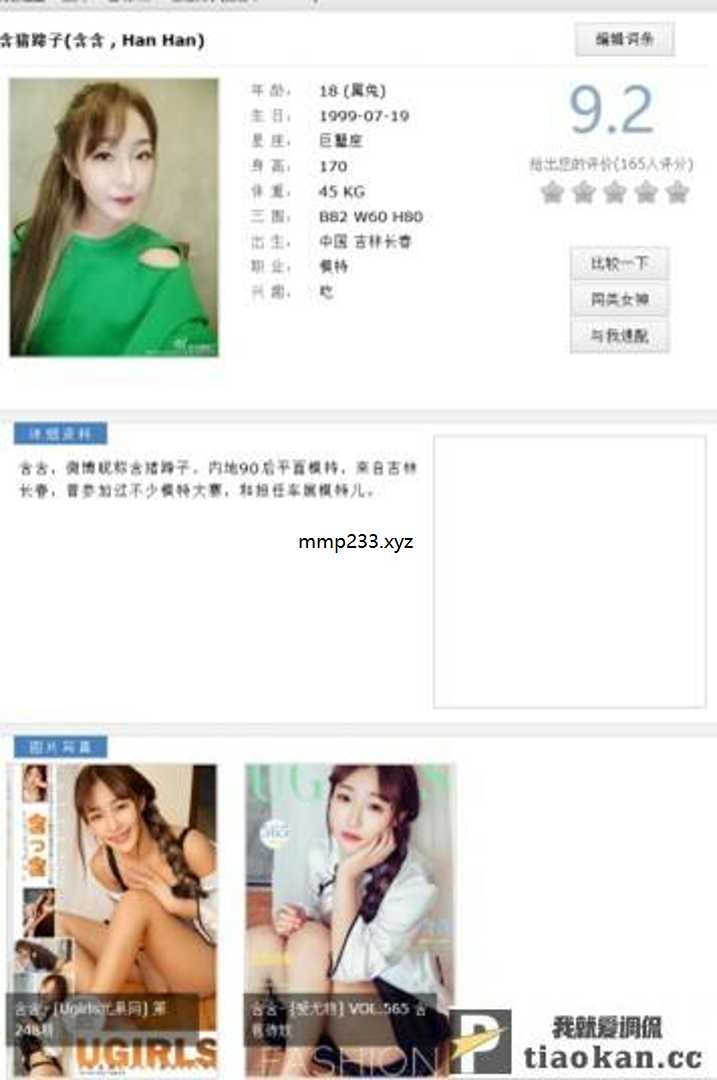 含猪蹄子(含含 , Han Han)
编辑词条
年 龄： 18 (属兔)
生 日： 1999-07-19
星 座： 巨蟹座
身 高： 170
体 重： 45 KG
三 围： B82 W60 H80
出 生： 中国 吉林长春
职 业： 模特
兴 趣： 吃
9.2
给出您的评价(165人评分)
比较一下
同类女神
与我速配
详细资料
含含，微博昵称含猪蹄子，内地90后平面模特，来自吉林
长春，曾参加过不少模特大赛，和担任车展模特儿。
mmp233.xyz
图片写真
含っ含
含含 - [Ugirls尤果网] 第
248期
UGIRLS
565
含含 - [爱尤物] VOL.565 含
FASHION
P
我就爱调侃
tiaokan.cc